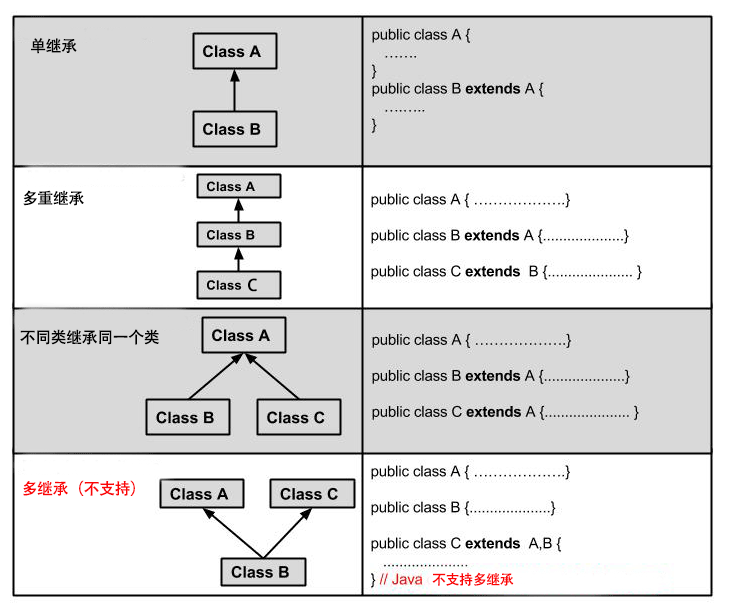 单继承
Class A
Class B
public class A {
.......
}
public class B extends A {
.........
}
多重继承
Class A
Class B
Class C
public class A { ...................}
public class B extends A {....................}
public class C extends  B {..................... }
不同类继承同一个类
Class A
Class B
Class C
public class A { ...................}
public class B extends A {....................}
public class C extends A {..................... }
多继承（不支持）
Class A
Class C
Class B
public class A { ...................}
public class B {....................}
public class C extends  A,B {
.....................
} // Java 不支持多继承